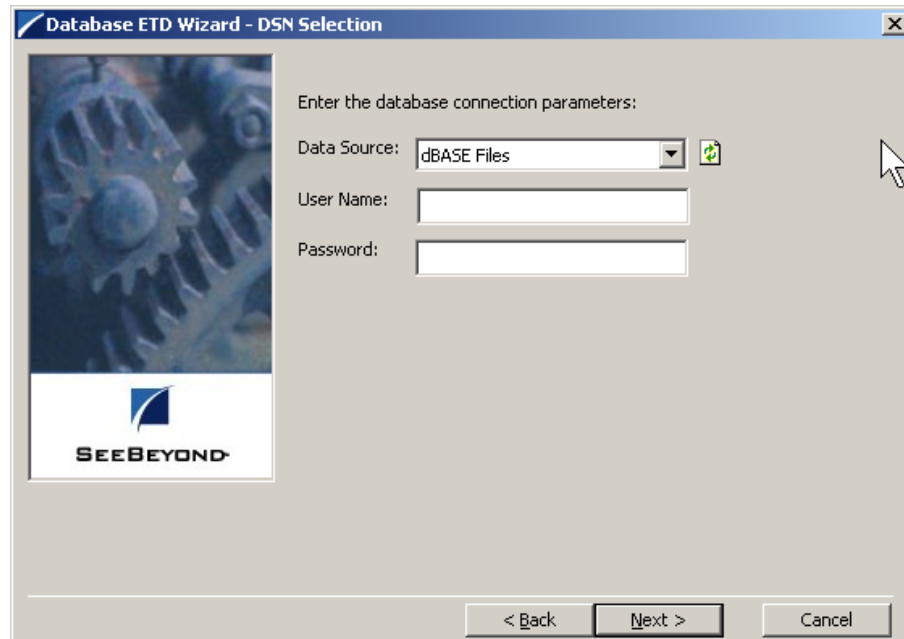 Database ETD Wizard - DSN Selection
Enter the database connection parameters:
Data Source: dBASE Files
User Name:
Password:
SEEBEYOND
< Back Next > Cancel